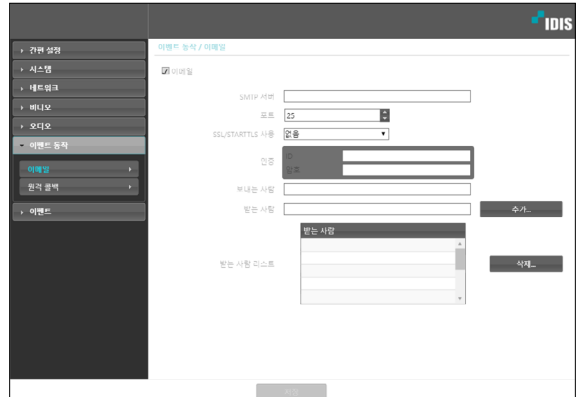 IDIS
간편 설정
시스템
네트워크
비디오
오디오
이벤트 동작
이메일
원격 콜백
이벤트
이벤트 동작 / 이메일
이메일
SMTP 서버
포트 25
SSL/STARTTLS 사용 없음
인증 ID
암호
보내는 사람
받는 사람 추가...
받는 사람
받는 사람 리스트 삭제...
저장